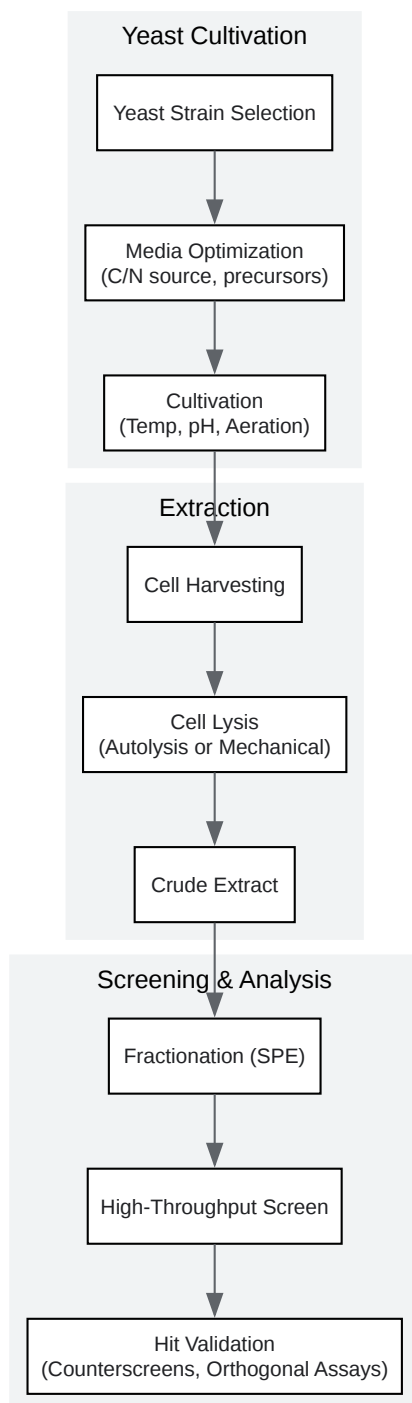 Yeast Cultivation
Yeast Strain Selection
Media Optimization
(C/N source, precursors)
Cultivation
(Temp, pH, Aeration)
Extraction
Cell Harvesting
Cell Lysis
(Autolysis or Mechanical)
Crude Extract
Screening & Analysis
Fractionation (SPE)
High-Throughput Screen
Hit Validation
(Counterscreens, Orthogonal Assays)